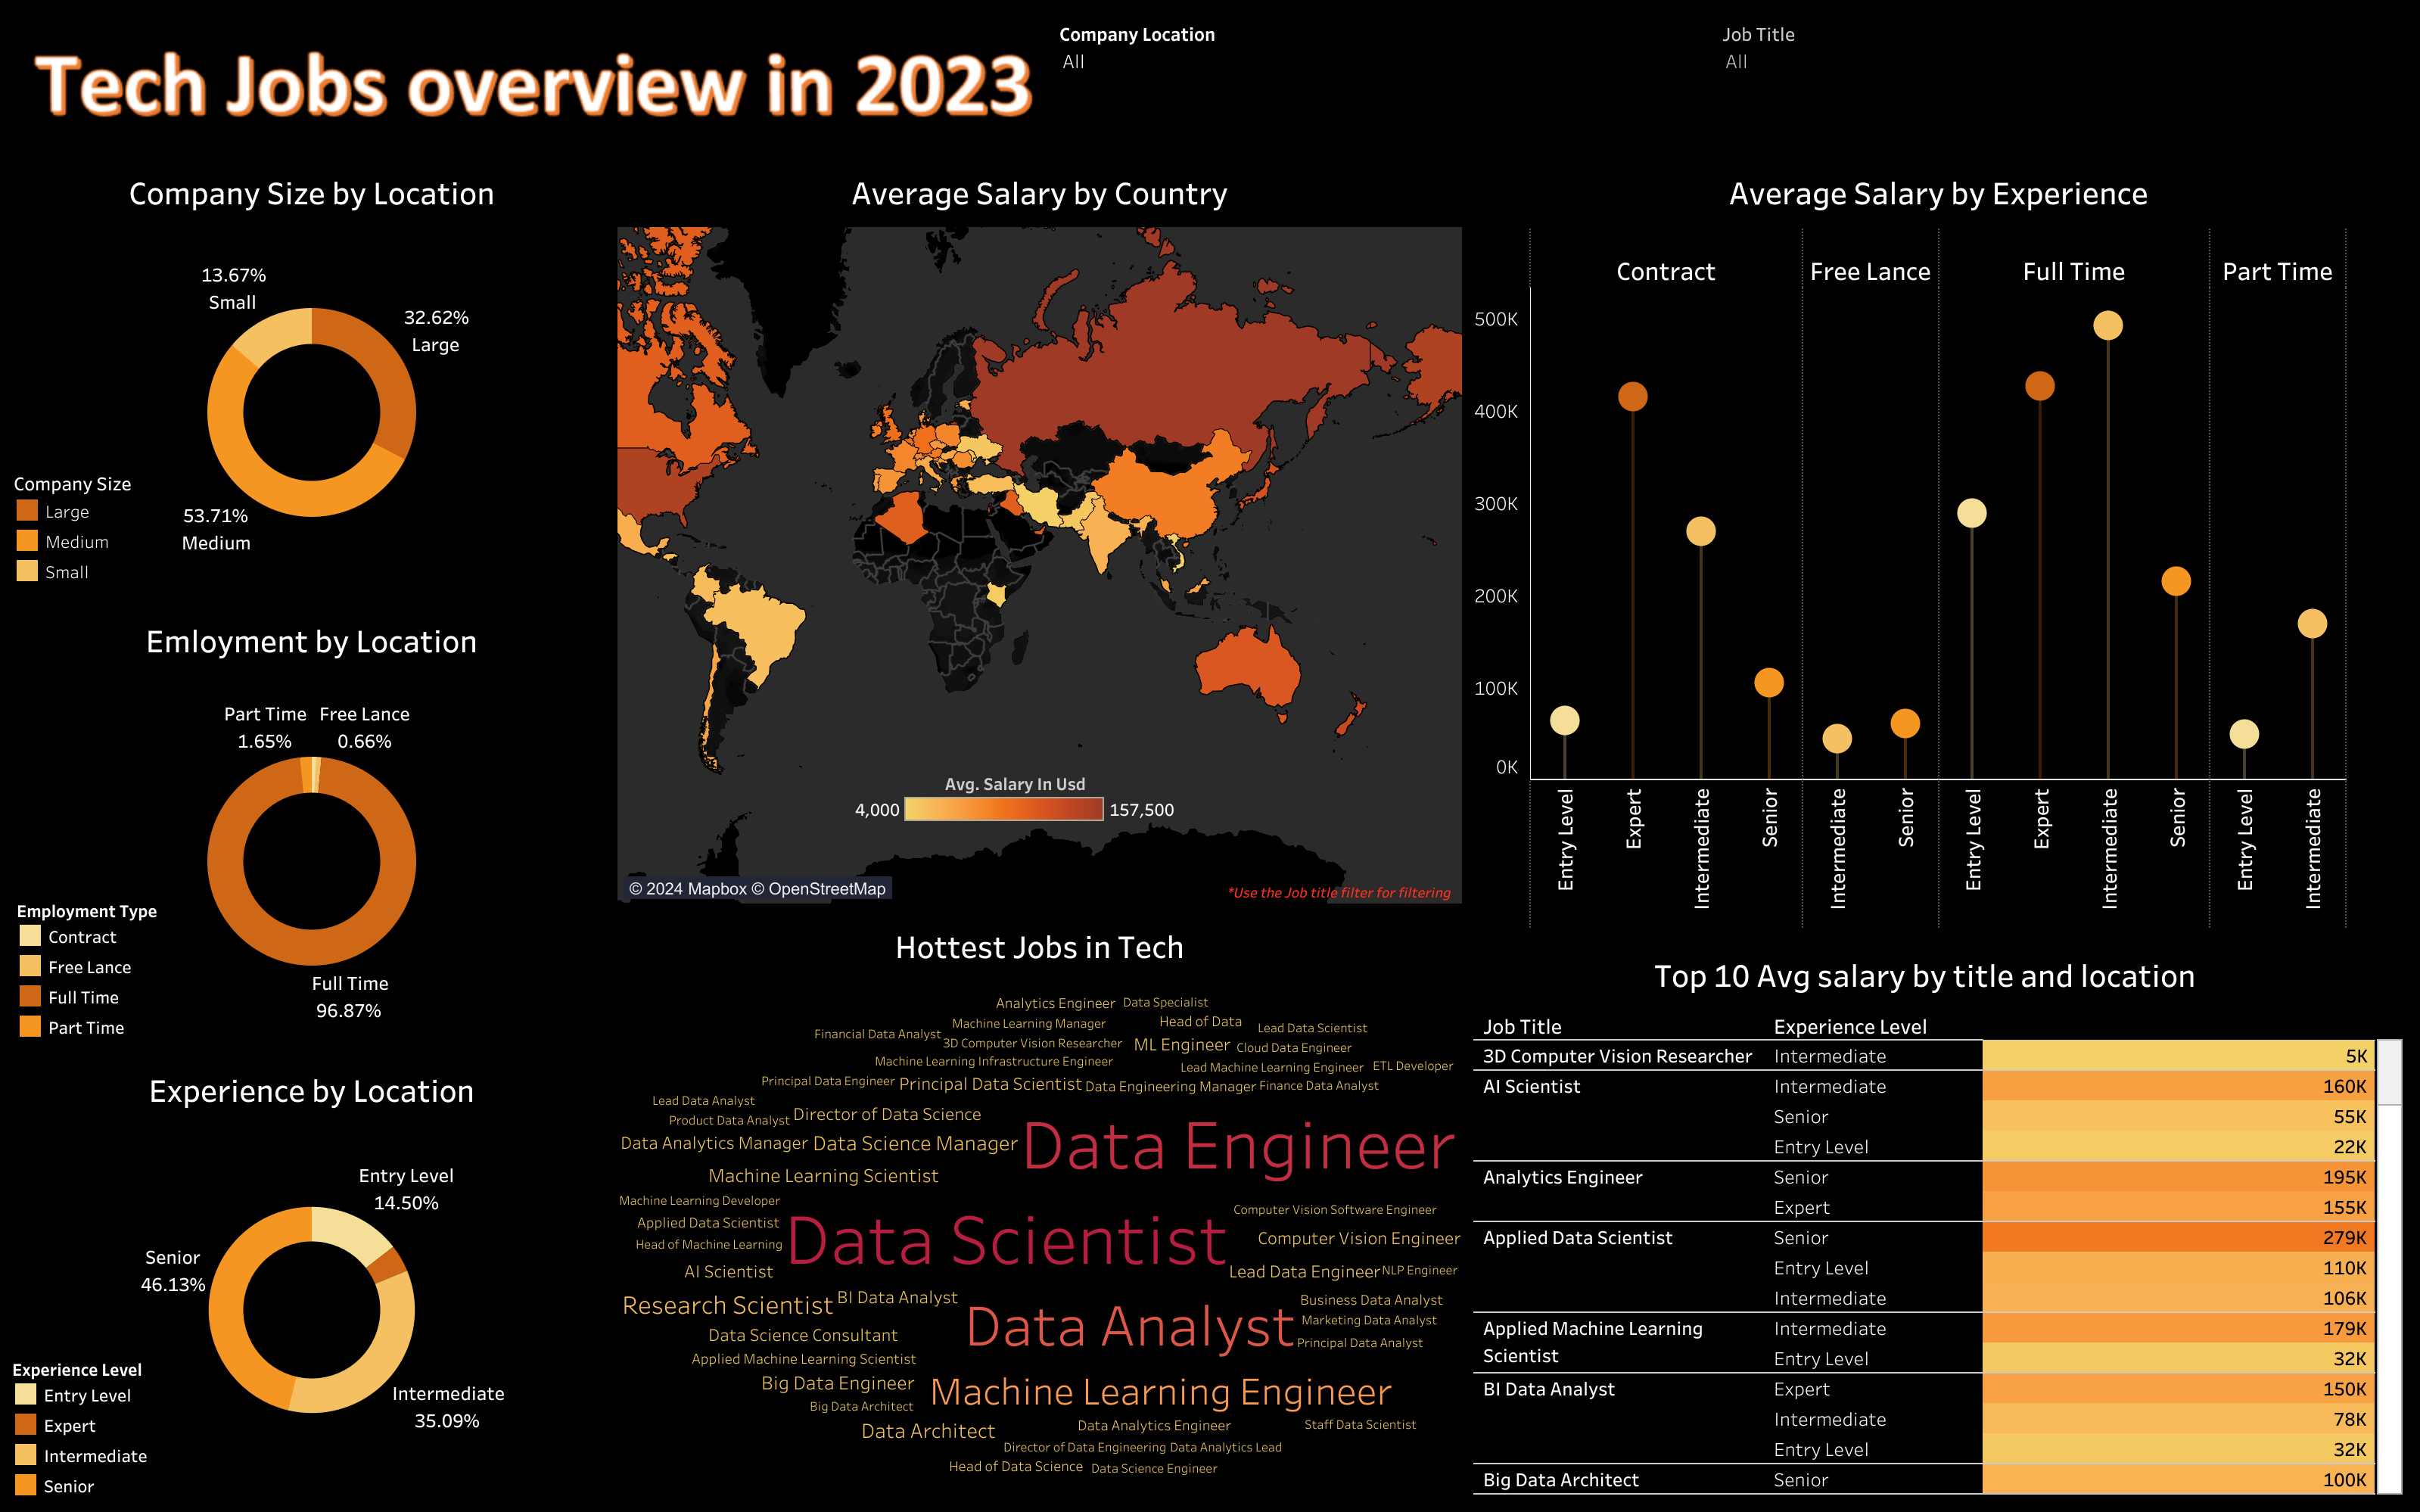 Tech Jobs overview in 2023
Company Location
All
Job Title
All
Company Size by Location
13.67%
Small
32.62%
Large
53.71%
Medium
Company Size
Large
Medium
Small
Emloyment by Location
Part Time
1.65%
Free Lance
0.66%
Full Time
96.87%
Employment Type
Contract
Free Lance
Full Time
Part Time
Experience by Location
Entry Level
14.50%
Senior
46.13%
Intermediate
35.09%
Experience Level
Entry Level
Expert
Intermediate
Senior
Average Salary by Country
Avg. Salary In Usd
4,000
157,500
© 2024 Mapbox © OpenStreetMap
*Use the Job title filter for filtering
Hottest Jobs in Tech
Analytics Engineer
Data Specialist
Machine Learning Manager
Head of Data
Lead Data Scientist
Financial Data Analyst
3D Computer Vision Researcher
ML Engineer
Cloud Data Engineer
Machine Learning Infrastructure Engineer
Lead Machine Learning Engineer
ETL Developer
Principal Data Engineer
Principal Data Scientist
Data Engineering Manager
Finance Data Analyst
Lead Data Analyst
Product Data Analyst
Director of Data Science
Data Analytics Manager
Data Science Manager
Data Engineer
Machine Learning Scientist
Machine Learning Developer
Applied Data Scientist
Head of Machine Learning
Data Scientist
Computer Vision Software Engineer
Computer Vision Engineer
AI Scientist
Lead Data Engineer
NLP Engineer
Research Scientist
BI Data Analyst
Data Analyst
Business Data Analyst
Marketing Data Analyst
Principal Data Analyst
Data Science Consultant
Applied Machine Learning Scientist
Big Data Engineer
Machine Learning Engineer
Big Data Architect
Data Architect
Data Analytics Engineer
Staff Data Scientist
Director of Data Engineering
Data Analytics Lead
Head of Data Science
Data Science Engineer
Average Salary by Experience
Contract
Free Lance
Full Time
Part Time
500K
400K
300K
200K
100K
0K
Entry Level
Expert
Intermediate
Senior
Intermediate
Senior
Entry Level
Expert
Intermediate
Senior
Entry Level
Intermediate
Top 10 Avg salary by title and location
Job Title Experience Level
3D Computer Vision Researcher Intermediate 5K
AI Scientist Intermediate 160K
Senior 55K
Entry Level 22K
Analytics Engineer Senior 195K
Expert 155K
Applied Data Scientist Senior 279K
Entry Level 110K
Intermediate 106K
Applied Machine Learning Intermediate 179K
Scientist Entry Level 32K
BI Data Analyst Expert 150K
Intermediate 78K
Entry Level 32K
Big Data Architect Senior 100K